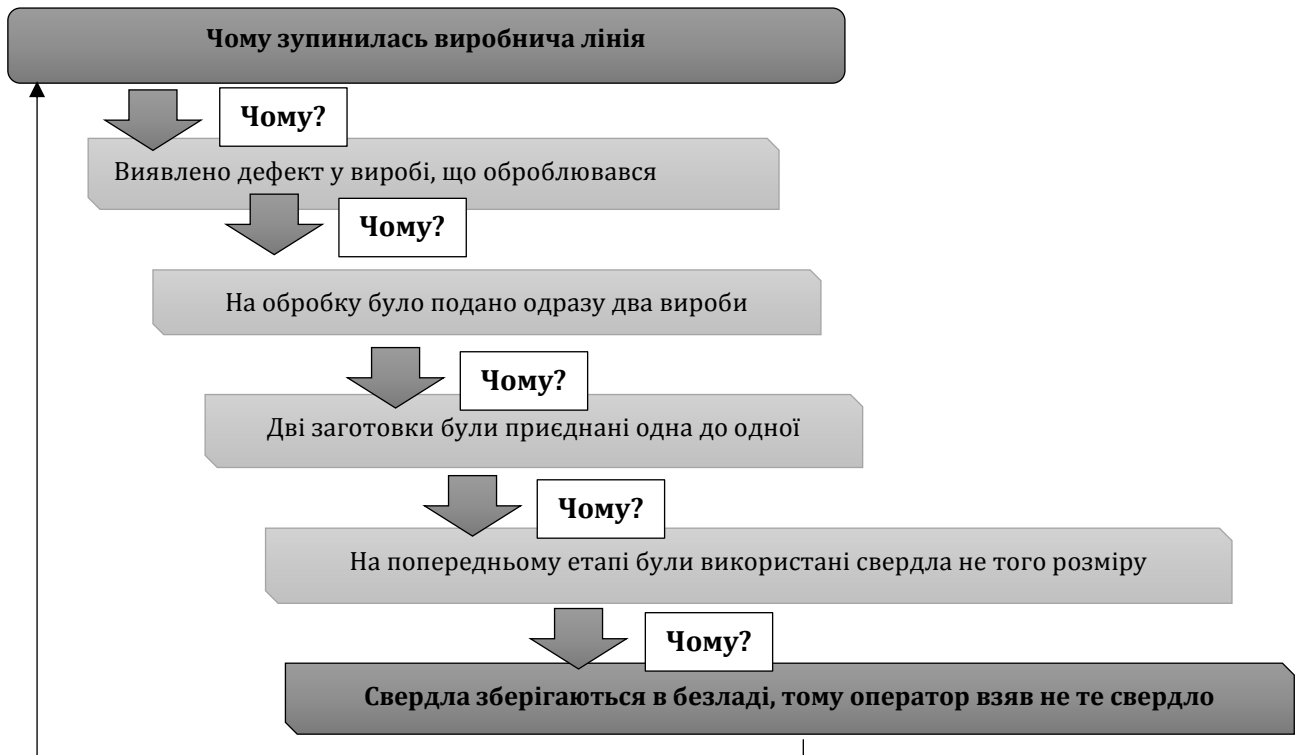 Чому зупинилась виробнича лінія
Чому?
Виявлено дефект у виробі, що оброблювався
Чому?
На обробку було подано одразу два вироби
Чому?
Дві заготовки були приєднані одна до одної
Чому?
На попередньому етапі були використані свердла не того розміру
Чому?
Свердла зберігаються в безладі, тому оператор взяв не те свердло